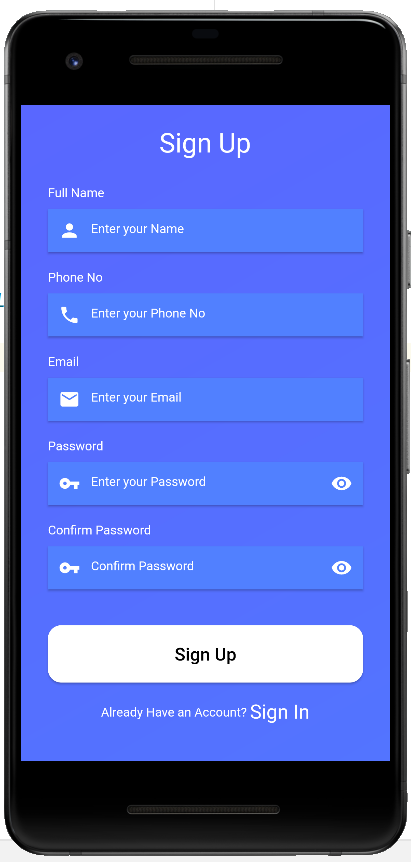 Sign Up
Full Name
Enter your Name
Phone No
Enter your Phone No
Email
Enter your Email
Password
Enter your Password
Confirm Password
Confirm Password
Sign Up
Already Have an Account? Sign In